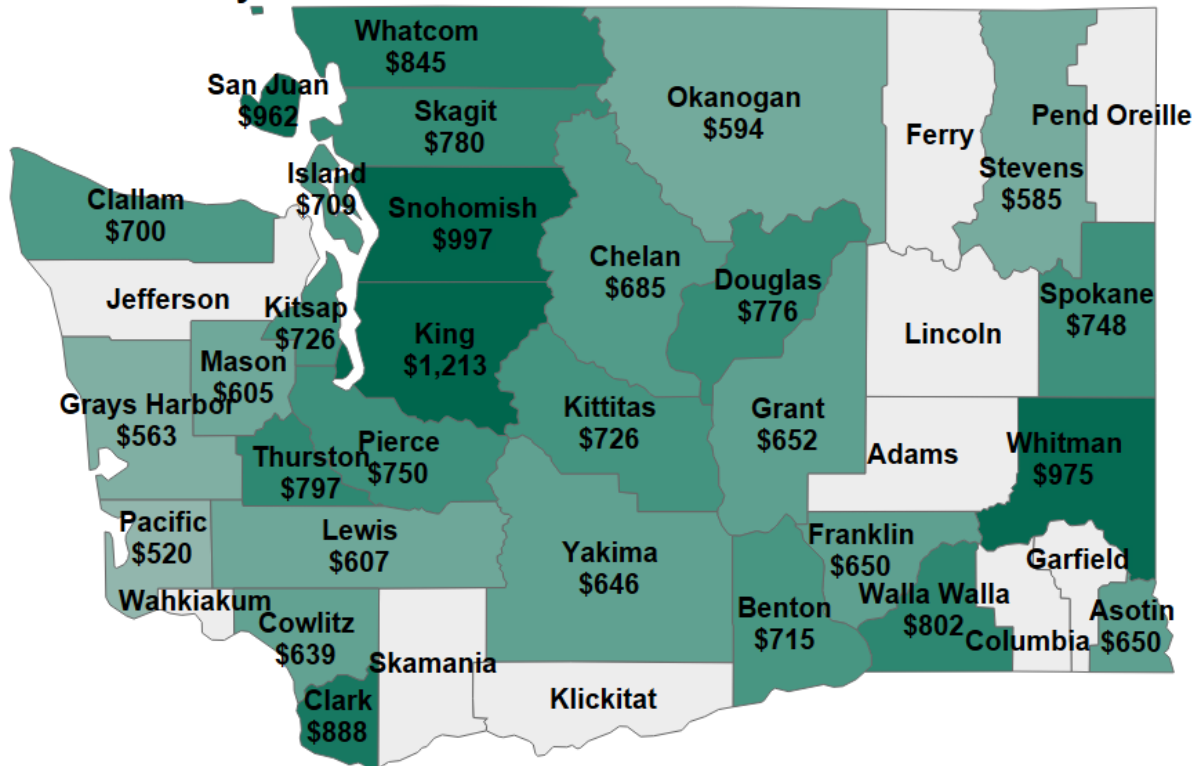 Whatcom
$845
San Juan
$962
Skagit
$780
Okanogan
$594
Ferry
Pend Oreille
Stevens
$585
Island
$709
Clallam
$700
Snohomish
$997
Chelan
$685
Douglas
$776
Spokane
$748
Jefferson
Kitsap
$726
King
$1,213
Lincoln
Mason
$605
Grays Harbor
$563
Kittitas
$726
Grant
$652
Adams
Whitman
$975
Thurston
$797
Pierce
$750
Pacific
$520
Lewis
$607
Yakima
$646
Franklin
$650
Garfield
Wahkiakum
Cowlitz
$639
Benton
$715
Walla Walla
$802
Columbia
Asotin
$650
Skamania
Klickitat
Clark
$888